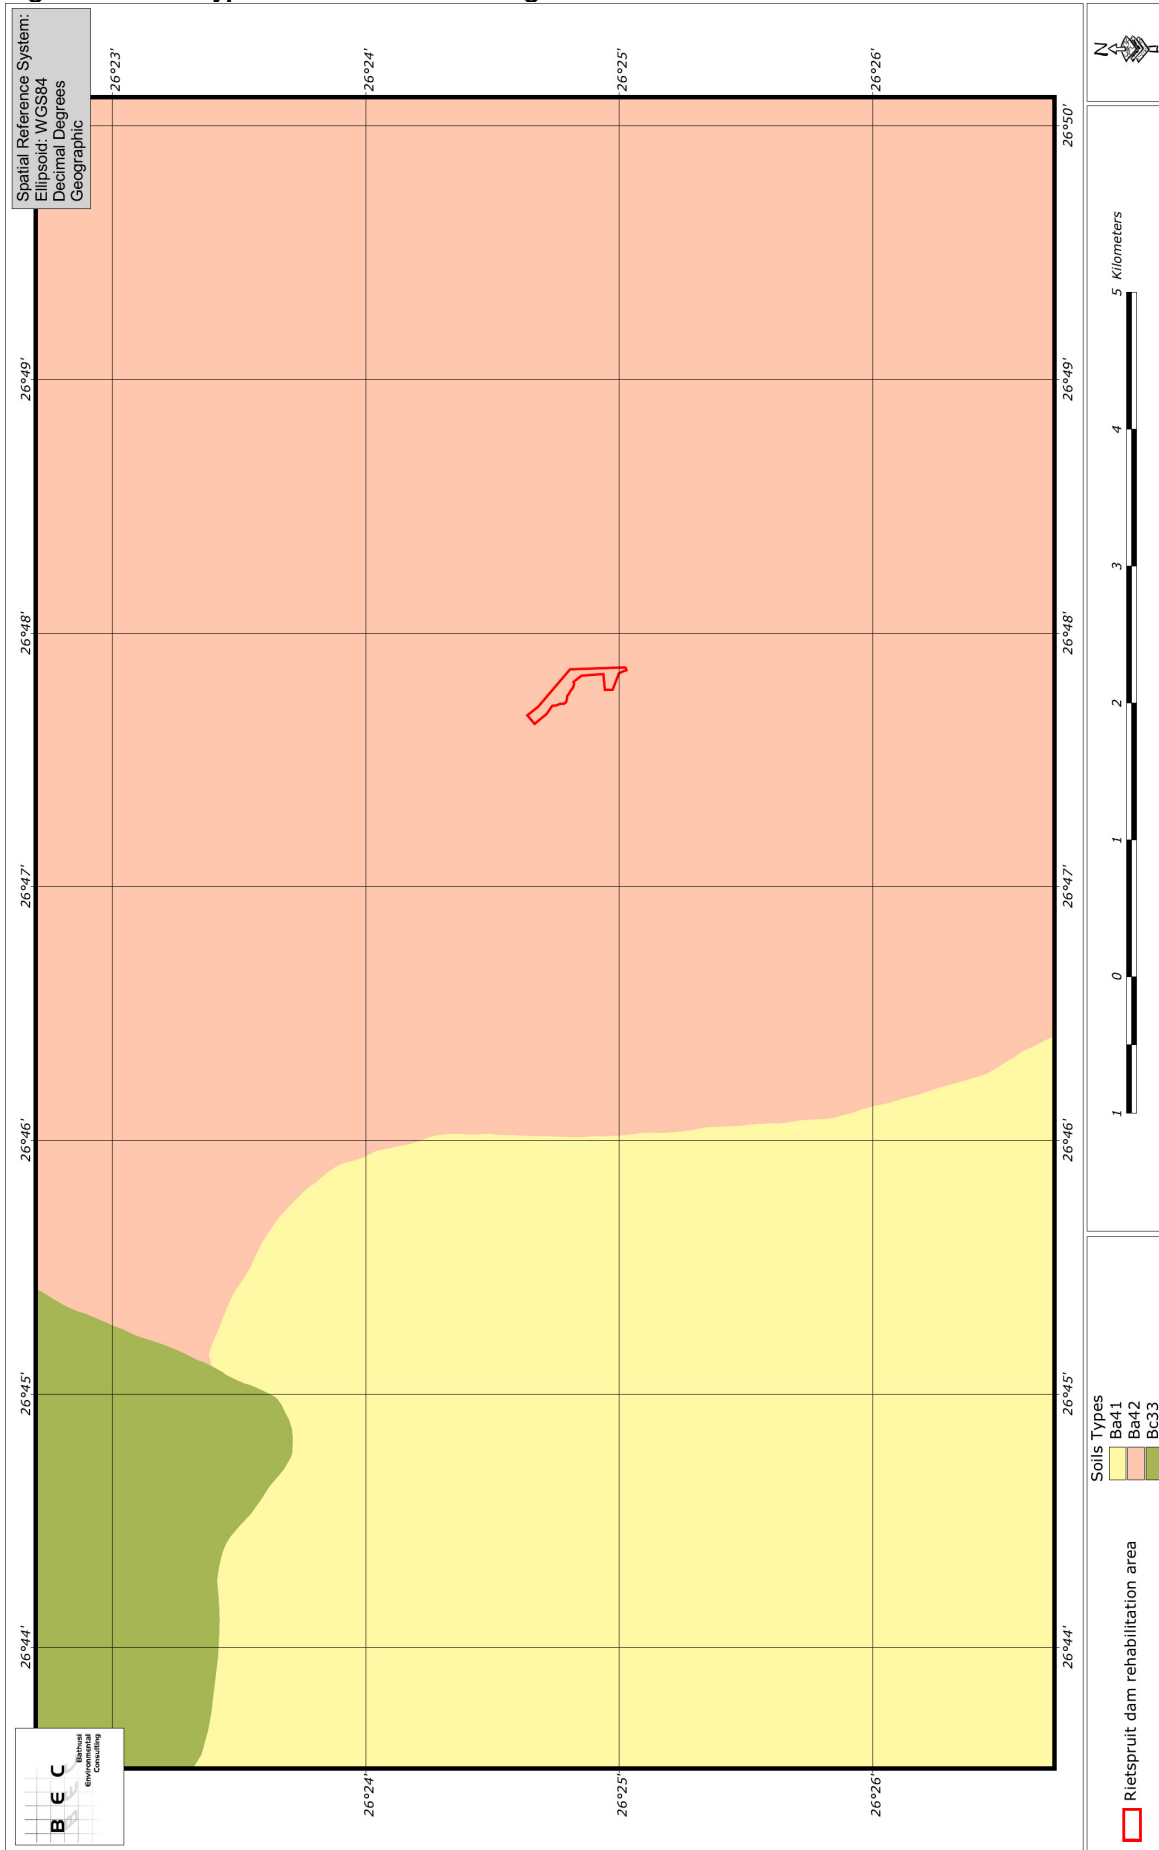 B E C
Bathusi
Environmental
Consulting
Spatial Reference System:
Ellipsoid: WGS84
Decimal Degrees
Geographic
26°44' 26°45' 26°46' 26°47' 26°48' 26°49'
26°23'
26°24' 26°24'
26°25' 26°25'
26°26' 26°26'
26°44' 26°45' 26°46' 26°47' 26°48' 26°49' 26°50'
Rietspruit dam rehabilitation area
Soils Types
Ba41
Ba42
Bc33
1 0 1 2 3 4 5 Kilometers
N